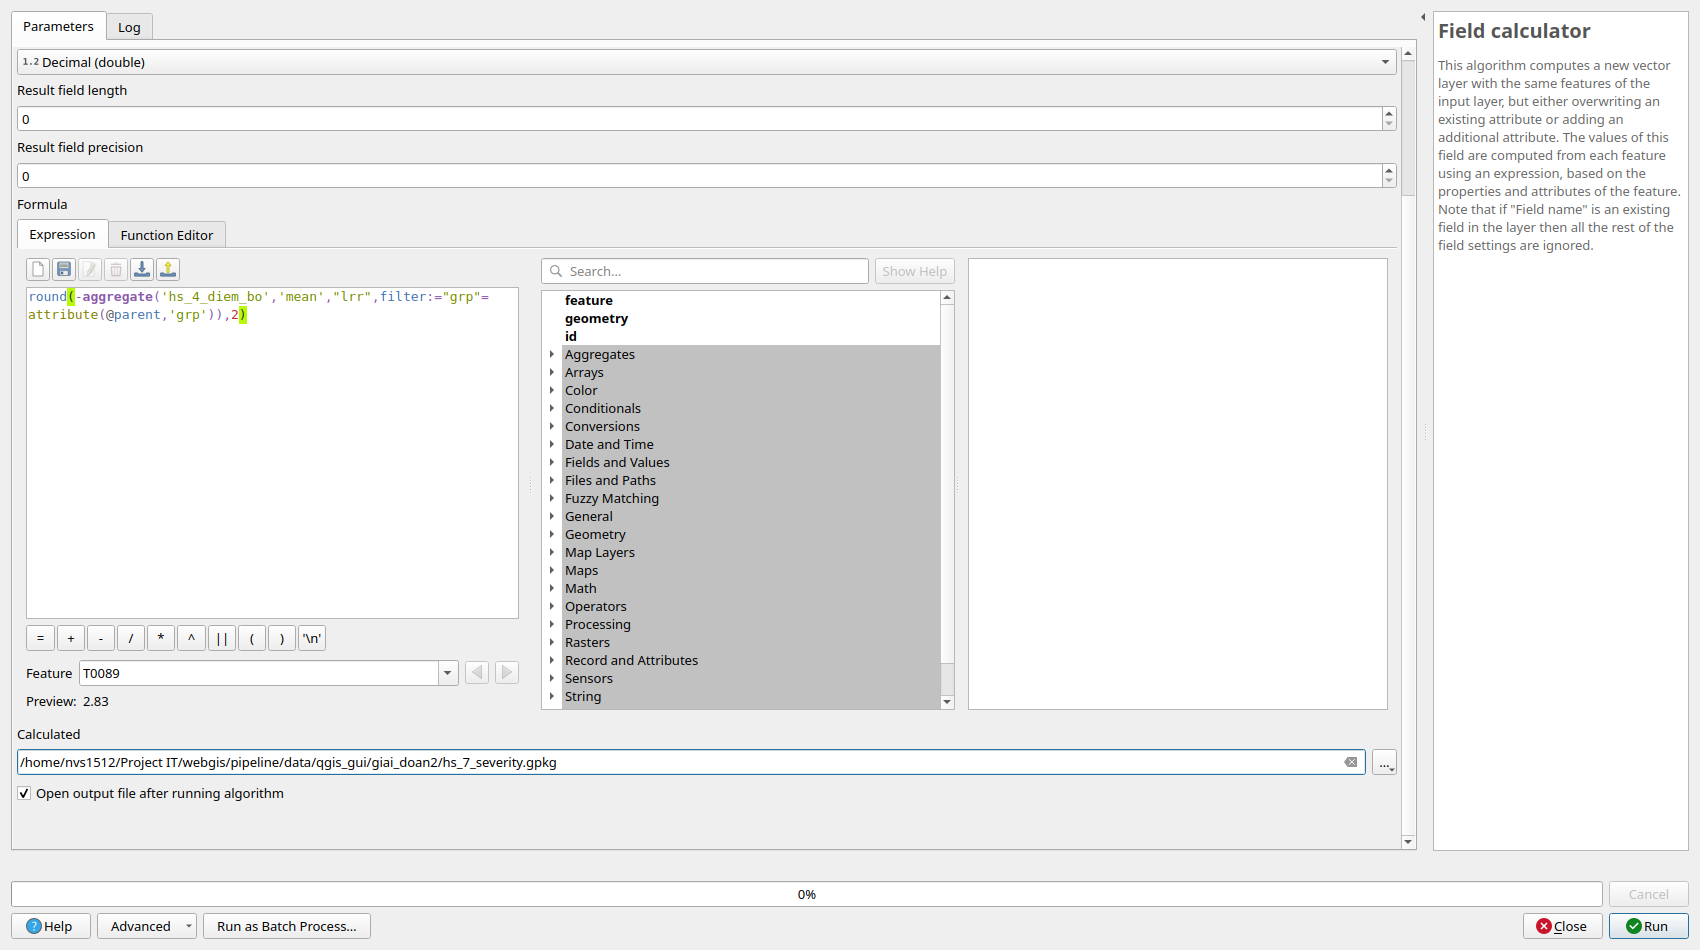 Parameters
Log
1.2 Decimal (double)
Result field length
0
Result field precision
0
Formula
Expression
Function Editor
round(-aggregate('hs_4_diem_bo','mean',"lrr",filter:="grp"=
attribute(@parent,'grp')),2)
=
+
-
/
*
^
||
(
)
'\n'
Feature
T0089
Preview: 2.83
Search...
Show Help
feature
geometry
id
Aggregates
Arrays
Color
Conditionals
Conversions
Date and Time
Fields and Values
Files and Paths
Fuzzy Matching
General
Geometry
Map Layers
Maps
Math
Operators
Processing
Rasters
Record and Attributes
Sensors
String
Calculated
/home/nvs1512/Project IT/webgis/pipeline/data/qgis_gui/giai_doan2/hs_7_severity.gpkg
...
Open output file after running algorithm
Field calculator
This algorithm computes a new vector
layer with the same features of the
input layer, but either overwriting an
existing attribute or adding an
additional attribute. The values of this
field are computed from each feature
using an expression, based on the
properties and attributes of the feature.
Note that if "Field name" is an existing
field in the layer then all the rest of the
field settings are ignored.
0%
Cancel
Help
Advanced
Run as Batch Process...
Close
Run